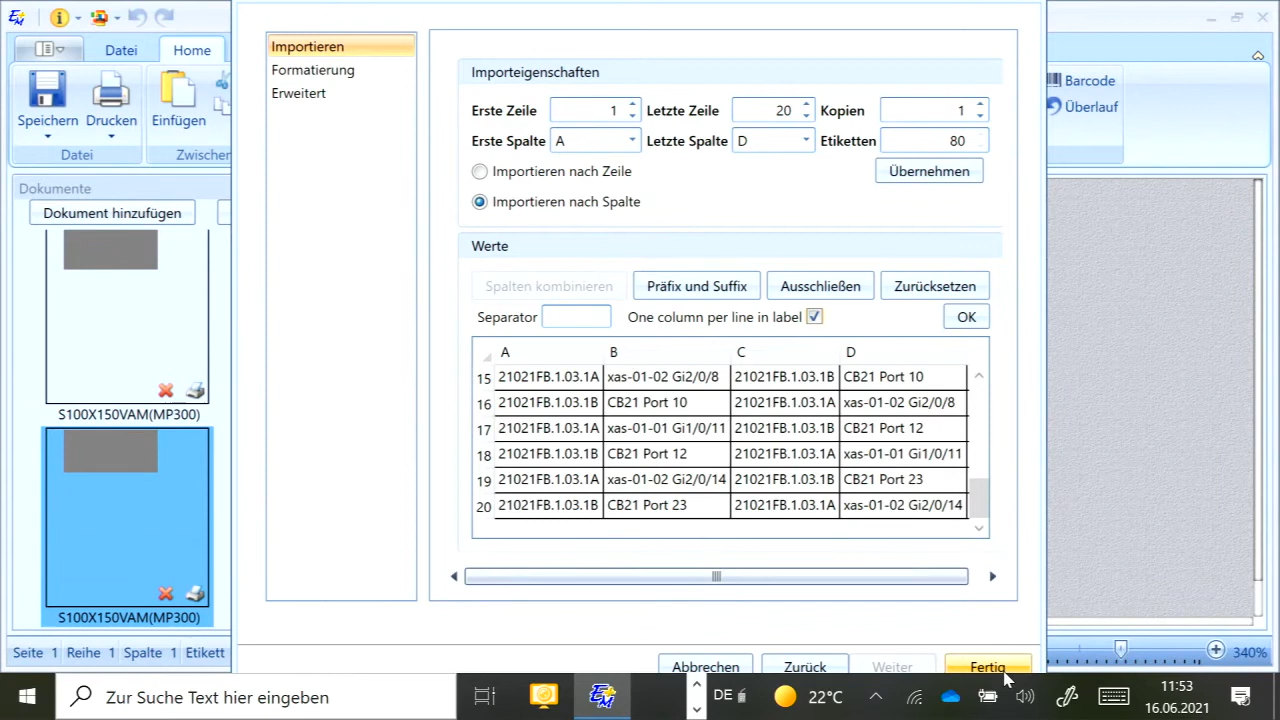 Datei
Home
Speichern
Drucken
Einfügen
Datei
Zwischen
Barcode
Überlauf
Dokumente
Dokument hinzufügen
S100X150VAM(MP300)
S100X150VAM(MP300)
Importieren
Formatierung
Erweitert
Importeigenschaften
Erste Zeile 1 Letzte Zeile 20 Kopien 1
Erste Spalte A Letzte Spalte D Etiketten 80
Importieren nach Zeile Übernehmen
Importieren nach Spalte
Werte
Spalten kombinieren Präfix und Suffix Ausschließen Zurücksetzen
Separator One column per line in label OK
A B C D
15 21021FB.1.03.1A xas-01-02 Gi2/0/8 21021FB.1.03.1B CB21 Port 10
16 21021FB.1.03.1B CB21 Port 10 21021FB.1.03.1A xas-01-02 Gi2/0/8
17 21021FB.1.03.1A xas-01-01 Gi1/0/11 21021FB.1.03.1B CB21 Port 12
18 21021FB.1.03.1B CB21 Port 12 21021FB.1.03.1A xas-01-01 Gi1/0/11
19 21021FB.1.03.1A xas-01-02 Gi2/0/14 21021FB.1.03.1B CB21 Port 23
20 21021FB.1.03.1B CB21 Port 23 21021FB.1.03.1A xas-01-02 Gi2/0/14
Abbrechen Zurück Weiter Fertig
Seite 1 Reihe 1 Spalte 1 Etikett
340%
Zur Suche Text hier eingeben
DE
22°C
11:53
16.06.2021